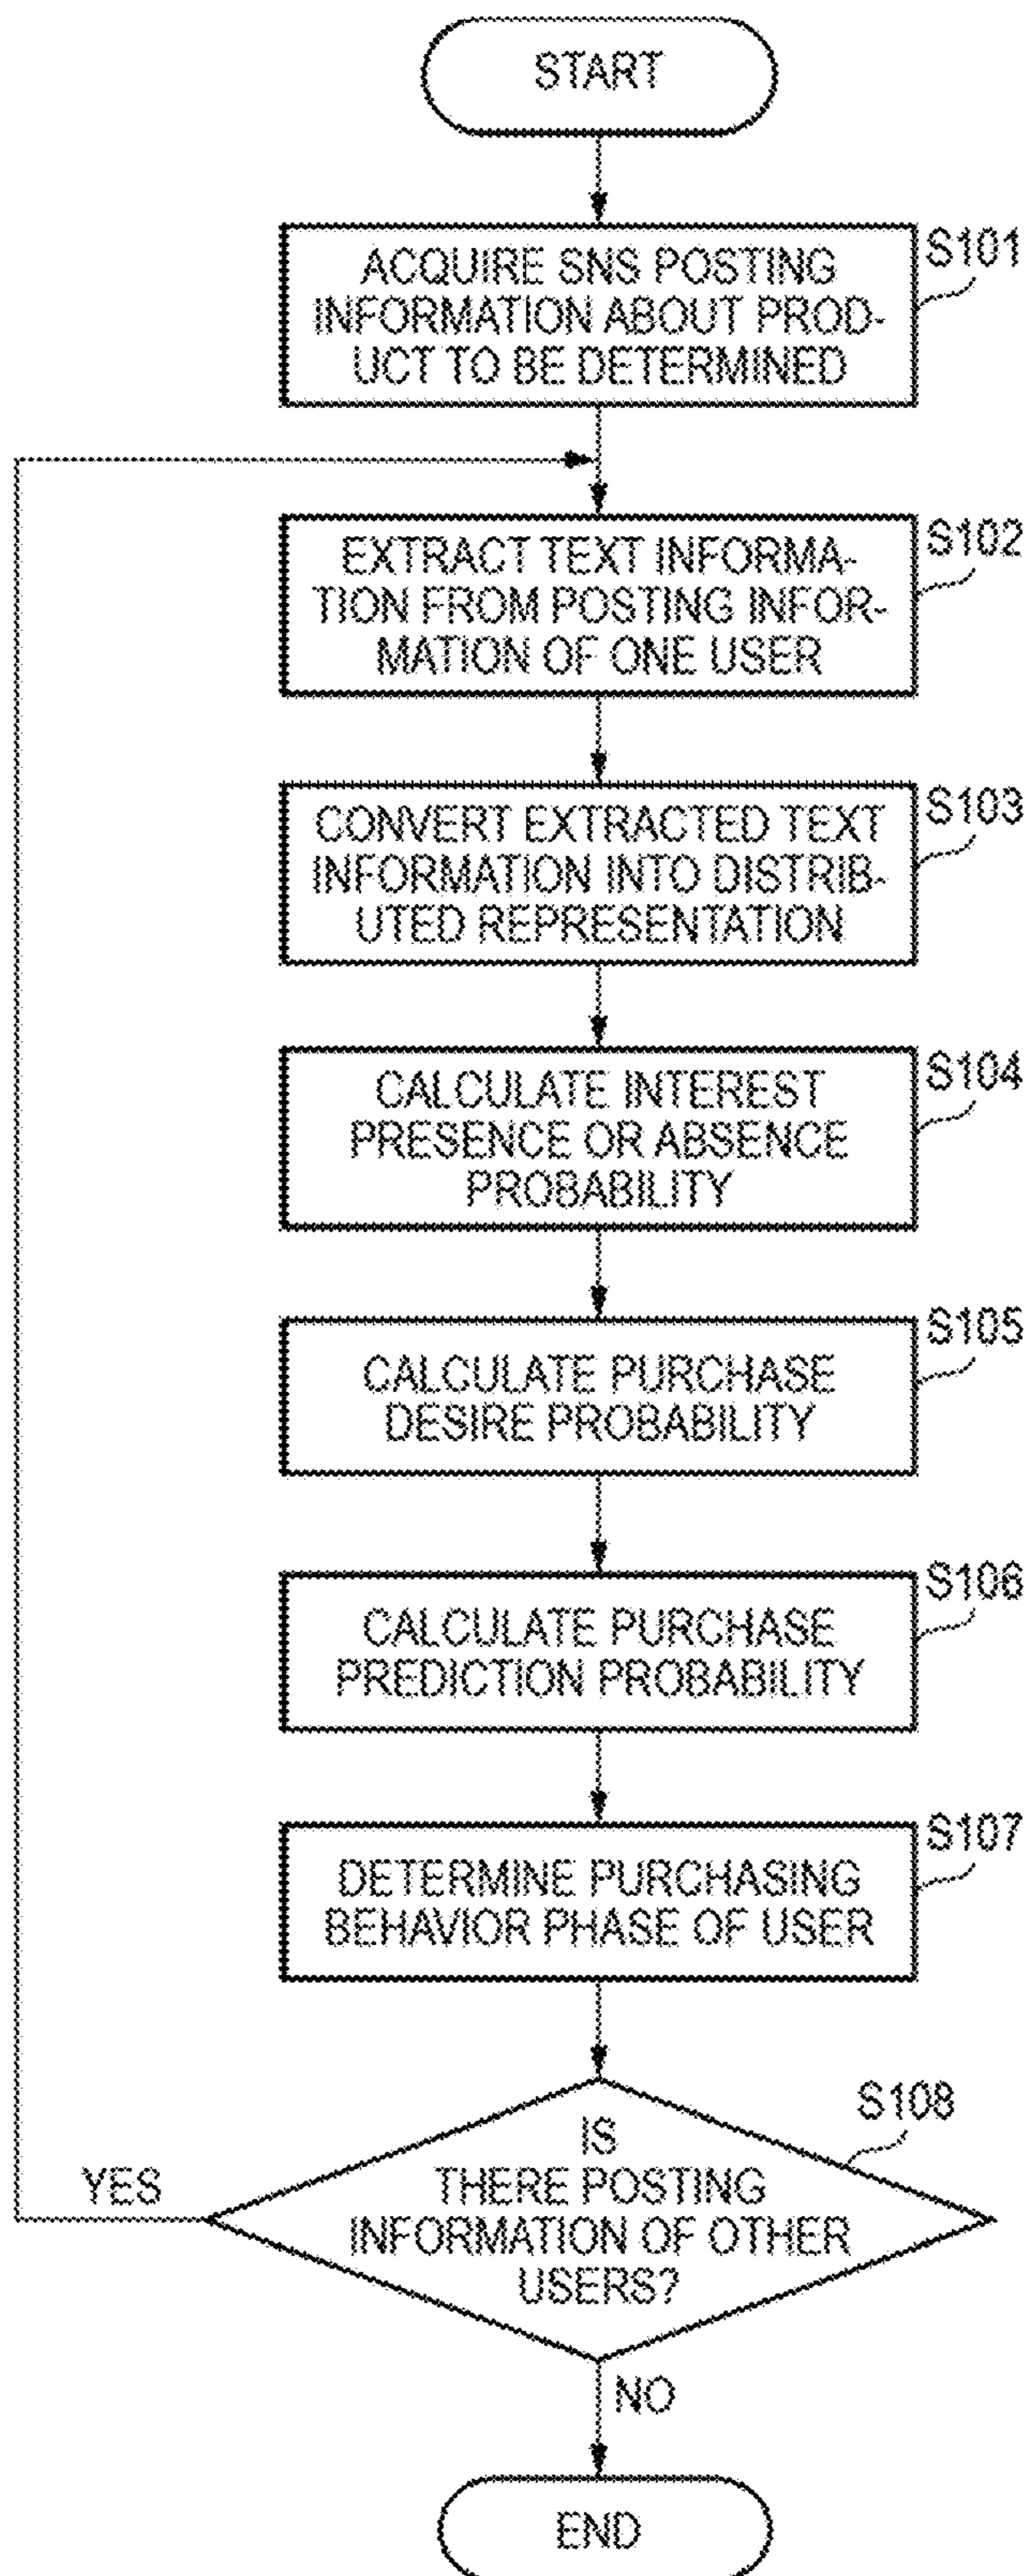 START
S101
ACQUIRE SNS POSTING
INFORMATION ABOUT PROD-
UCT TO BE DETERMINED
S102
EXTRACT TEXT INFORMA-
TION FROM POSTING INFOR-
MATION OF ONE USER
S103
CONVERT EXTRACTED TEXT
INFORMATION INTO DISTRIB-
UTED REPRESENTATION
S104
CALCULATE INTEREST
PRESENCE OR ABSENCE
PROBABILITY
S105
CALCULATE PURCHASE
DESIRE PROBABILITY
S106
CALCULATE PURCHASE
PREDICTION PROBABILITY
S107
DETERMINE PURCHASING
BEHAVIOR PHASE OF USER
S108
IS
THERE POSTING
INFORMATION OF OTHER
USERS?
YES
NO
END